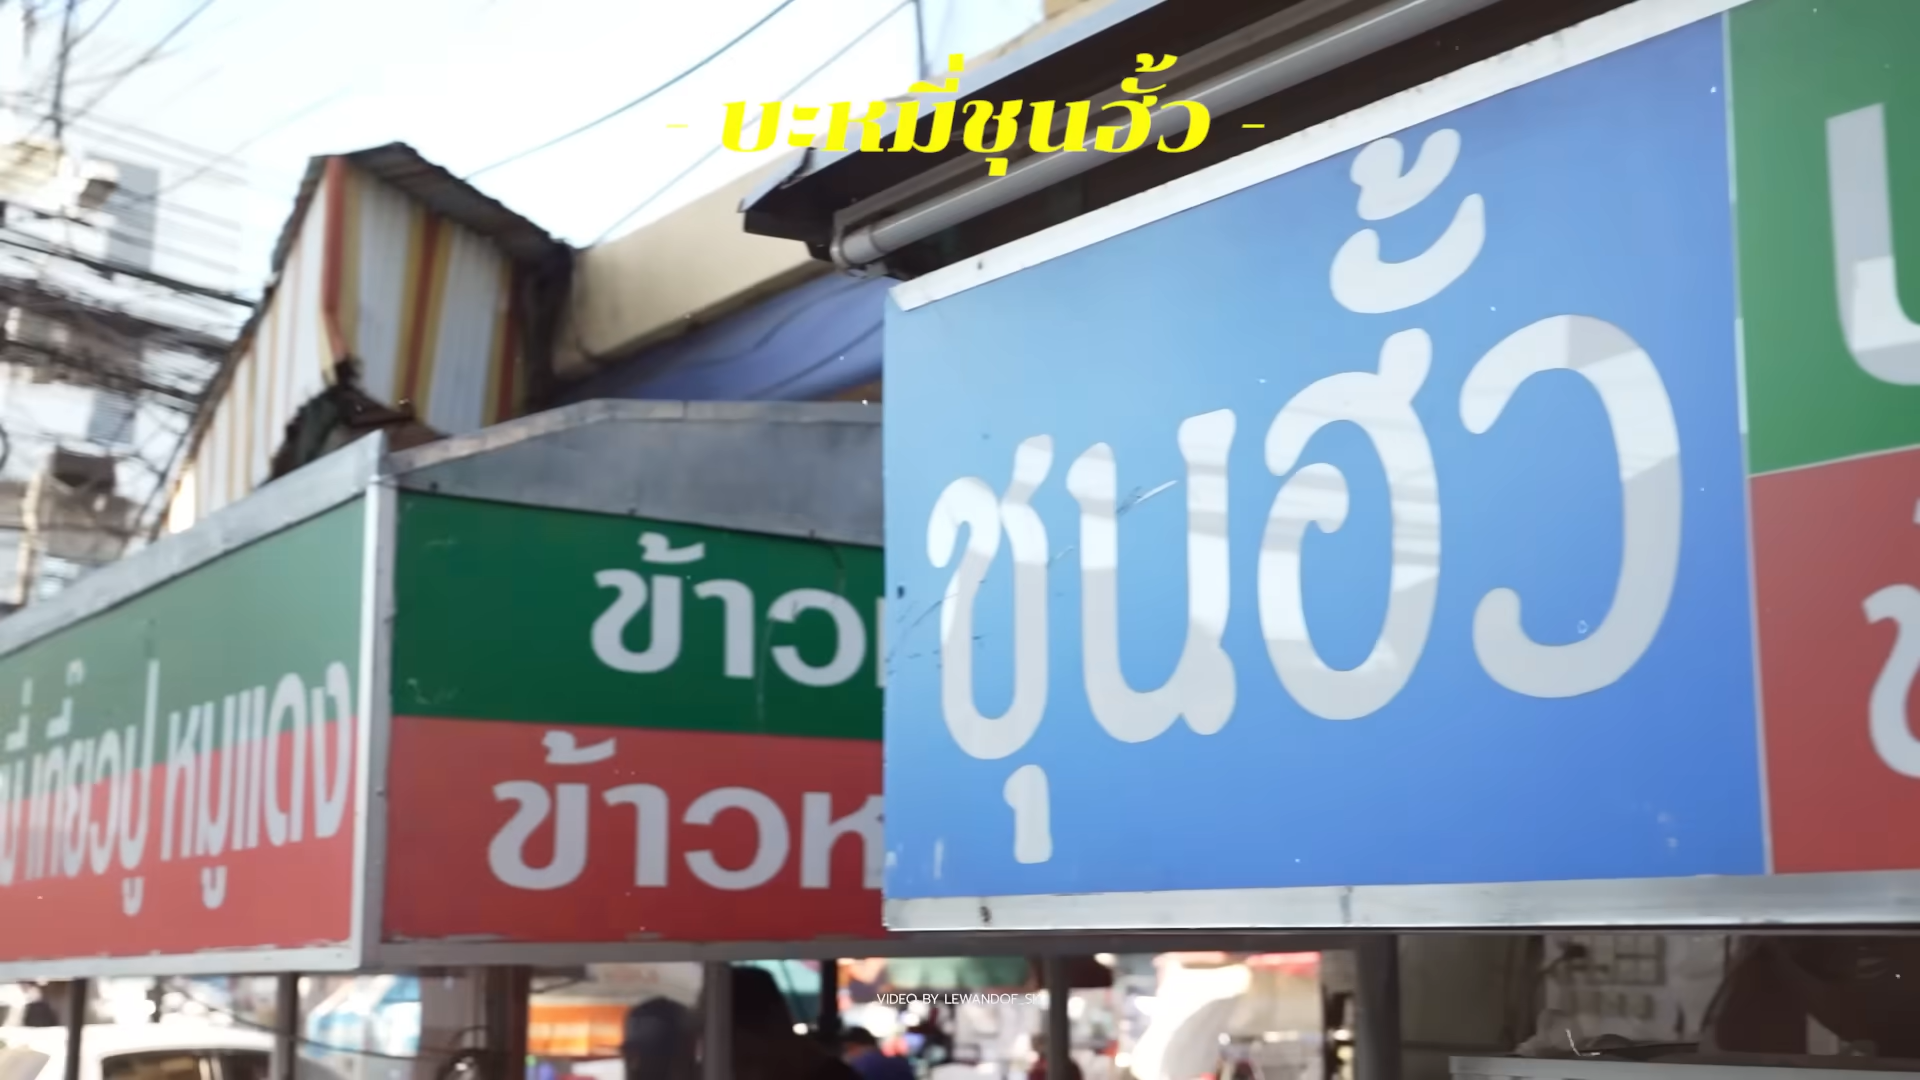 - บะหมี่ชุนฮั้ว -
ชุนฮั้ว
ข้าว
ข้าวห
เกี๊ยวปู หมูแดง
VIDEO BY LEWANDOF_SK